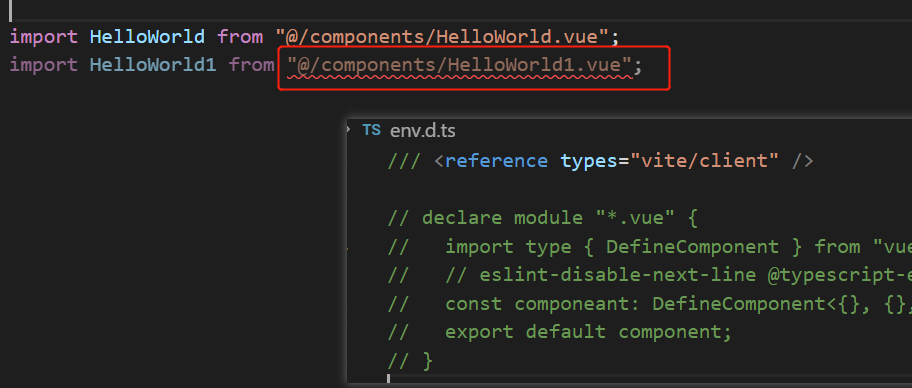 import HelloWorld from "@/components/HelloWorld.vue";
import HelloWorld1 from "@/components/HelloWorld1.vue";
TS env.d.ts
/// <reference types="vite/client" />
// declare module "*.vue" {
//   import type { DefineComponent } from "vue
//   // eslint-disable-next-line @typescript-e
//   const componeant: DefineComponent<{}, {},
//   export default component;
// }